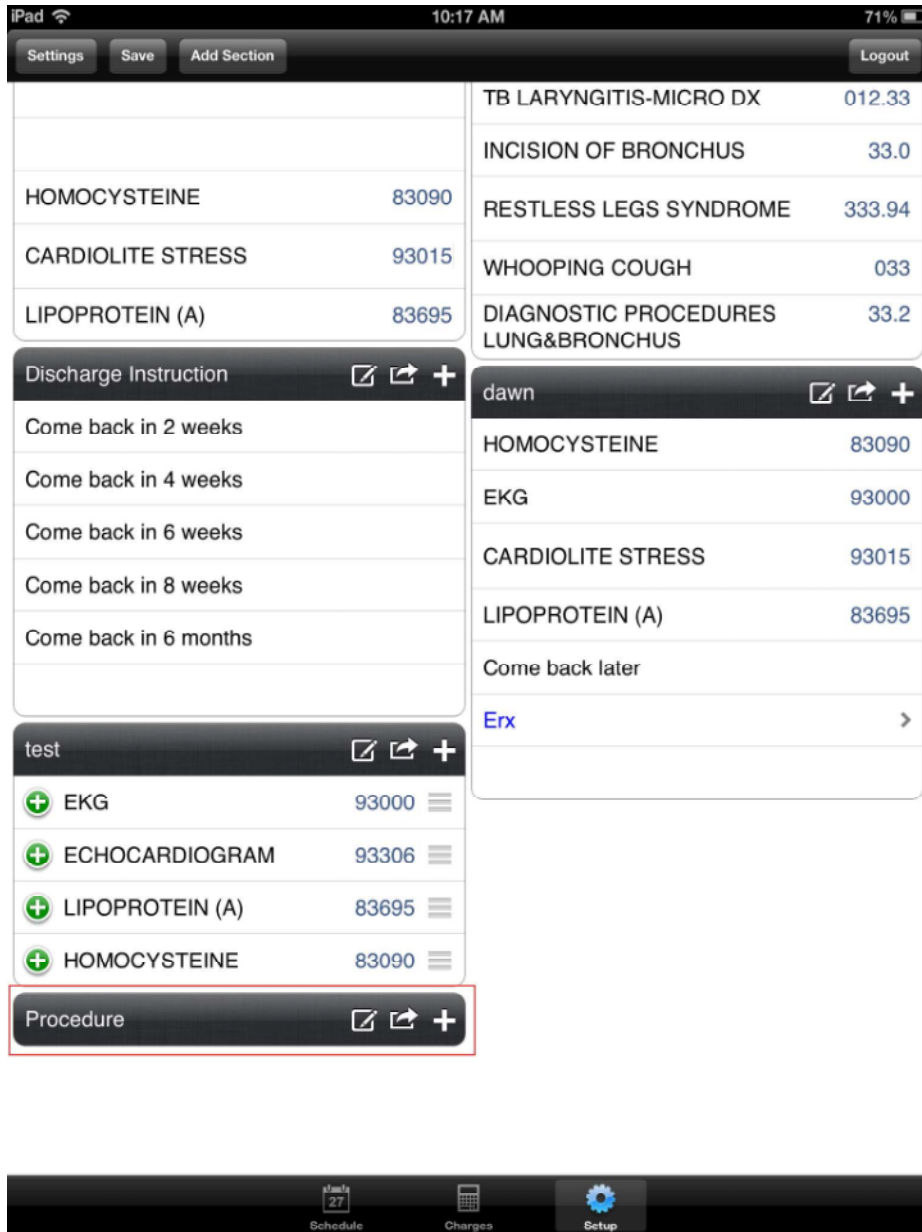 iPad 10:17 AM 71%
Settings Save Add Section Logout
HOMOCYSTEINE 83090
CARDIOLITE STRESS 93015
LIPOPROTEIN (A) 83695
Discharge Instruction
Come back in 2 weeks
Come back in 4 weeks
Come back in 6 weeks
Come back in 8 weeks
Come back in 6 months
test
EKG 93000
ECHOCARDIOGRAM 93306
LIPOPROTEIN (A) 83695
HOMOCYSTEINE 83090
Procedure
TB LARYNGITIS-MICRO DX 012.33
INCISION OF BRONCHUS 33.0
RESTLESS LEGS SYNDROME 333.94
WHOOPING COUGH 033
DIAGNOSTIC PROCEDURES 33.2
LUNG&BRONCHUS
dawn
HOMOCYSTEINE 83090
EKG 93000
CARDIOLITE STRESS 93015
LIPOPROTEIN (A) 83695
Come back later
Erx
27
Schedule Charges Setup